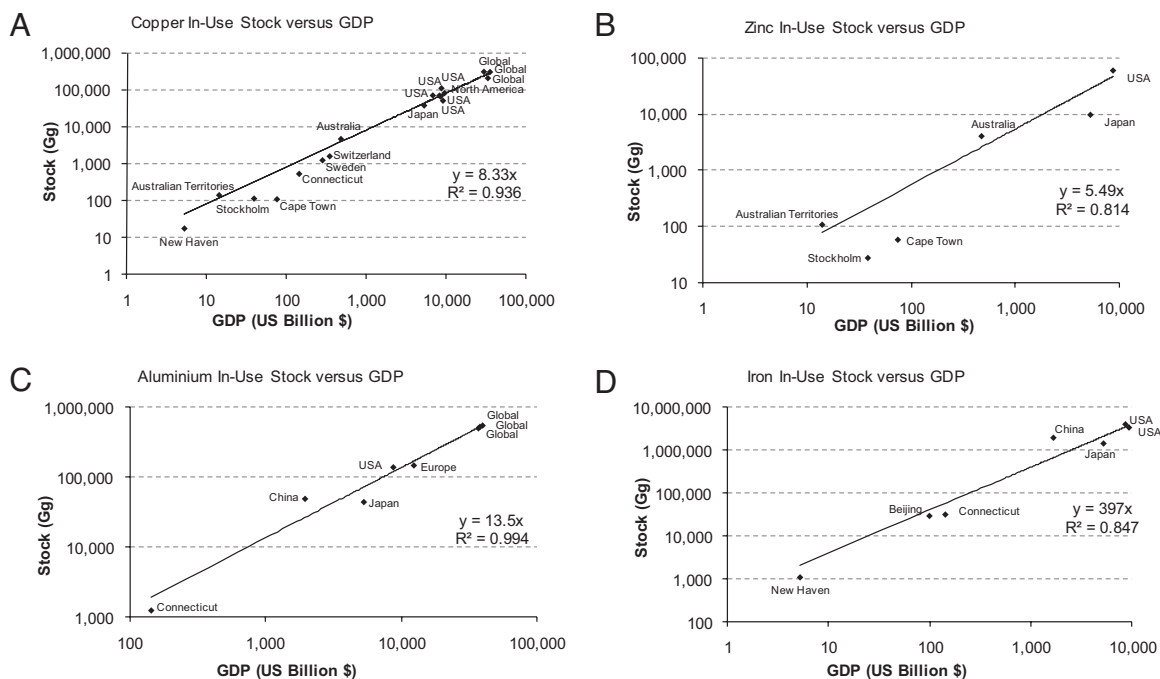 A
Copper In-Use Stock versus GDP
Stock (Gg)
1,000,000
100,000
10,000
1,000
100
10
1
Global
Global
Global
USA
USA
USA
North America
USA
USA
Japan
Australia
Switzerland
Sweden
Connecticut
Australian Territories
Stockholm
Cape Town
New Haven
y = 8.33x
R² = 0.936
1
10
100
1,000
10,000
100,000
GDP (US Billion $)
B
Zinc In-Use Stock versus GDP
Stock (Gg)
100,000
10,000
1,000
100
10
USA
Japan
Australia
Australian Territories
Cape Town
Stockholm
y = 5.49x
R² = 0.814
1
10
100
1,000
10,000
GDP (US Billion $)
C
Aluminium In-Use Stock versus GDP
Stock (Gg)
1,000,000
100,000
10,000
1,000
Global
Global
Global
USA
Europe
China
Japan
Connecticut
y = 13.5x
R² = 0.994
100
1,000
10,000
100,000
GDP (US Billion $)
D
Iron In-Use Stock versus GDP
Stock (Gg)
10,000,000
1,000,000
100,000
10,000
1,000
100
USA
USA
China
Japan
Beijing
Connecticut
New Haven
y = 397x
R² = 0.847
1
10
100
1,000
10,000
GDP (US Billion $)